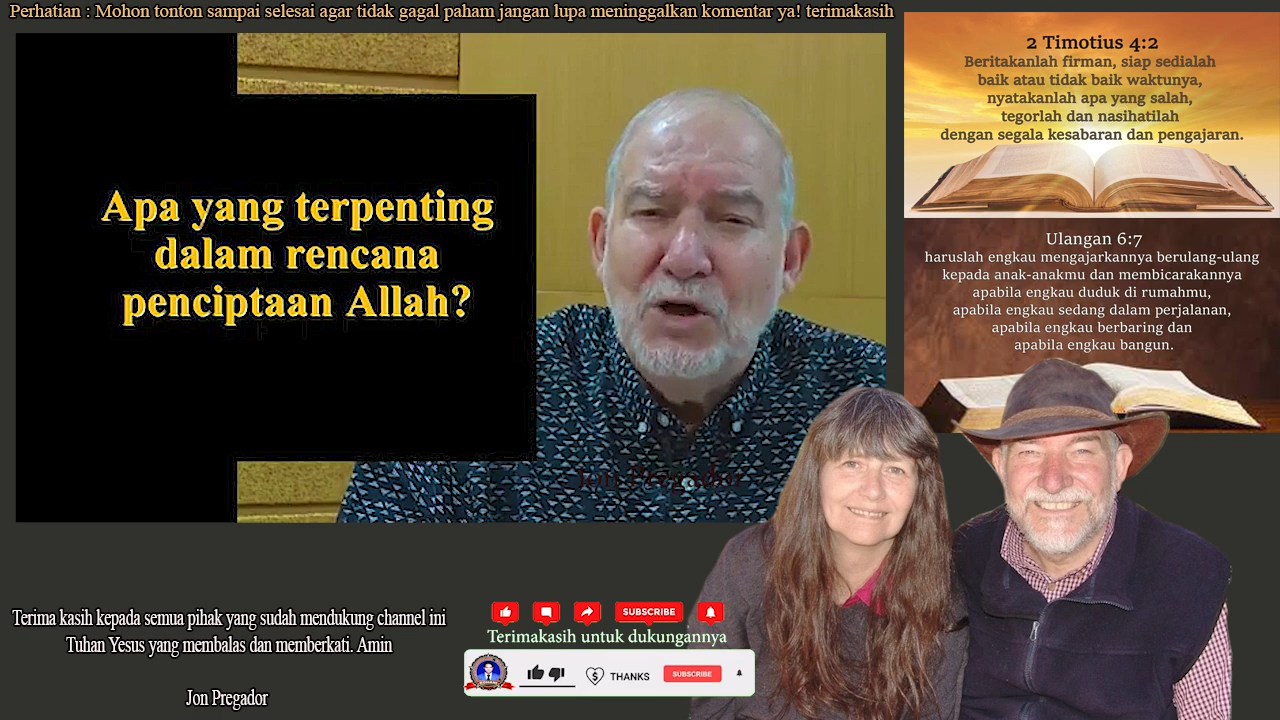 Perhatian : Mohon tonton sampai selesai agar tidak gagal paham jangan lupa meninggalkan komentar ya! terimakasih
Apa yang terpenting
dalam rencana
penciptaan Allah?
Jon Pregador
2 Timotius 4:2
Beritakanlah firman, siap sedialah
baik atau tidak baik waktunya,
nyatakanlah apa yang salah,
tegorlah dan nasihatilah
dengan segala kesabaran dan pengajaran.
Ulangan 6:7
haruslah engkau mengajarkannya berulang-ulang
kepada anak-anakmu dan membicarakannya
apabila engkau duduk di rumahmu,
apabila engkau sedang dalam perjalanan,
apabila engkau berbaring dan
apabila engkau bangun.
Terima kasih kepada semua pihak yang sudah mendukung channel ini
Tuhan Yesus yang membalas dan memberkati. Amin
Jon Pregador
SUBSCRIBE
Terimakasih untuk dukungannya
THANKS
SUBSCRIBE